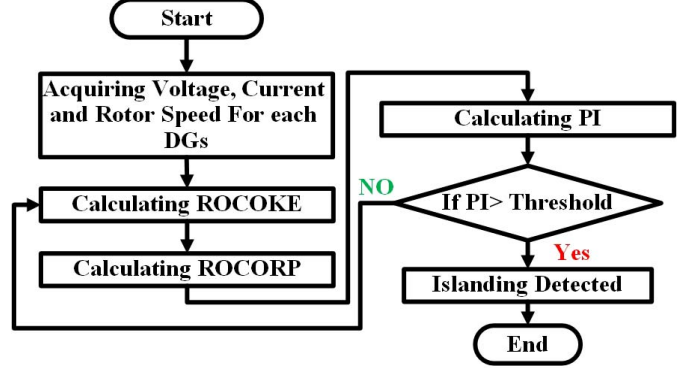 Start
Acquiring Voltage, Current
and Rotor Speed For each
DGs
Calculating ROCOKE
Calculating ROCORP
Calculating PI
NO
If PI> Threshold
Yes
Islanding Detected
End